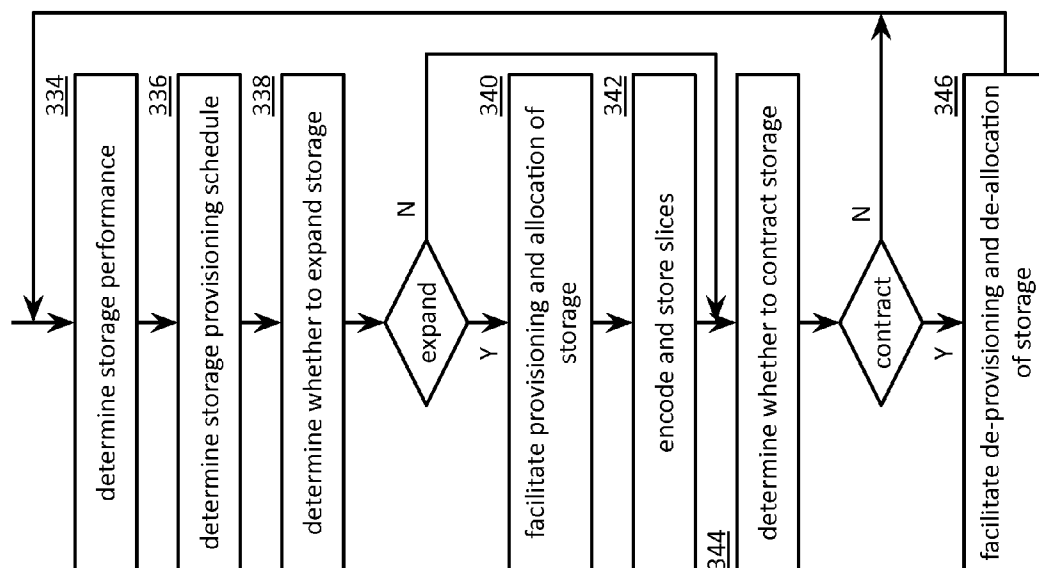 334
determine storage performance
336
determine storage provisioning schedule
338
determine whether to expand storage
expand
N
Y
340
facilitate provisioning and allocation of
storage
342
encode and store slices
344
determine whether to contract storage
contract
N
Y
346
facilitate de-provisioning and de-allocation
of storage